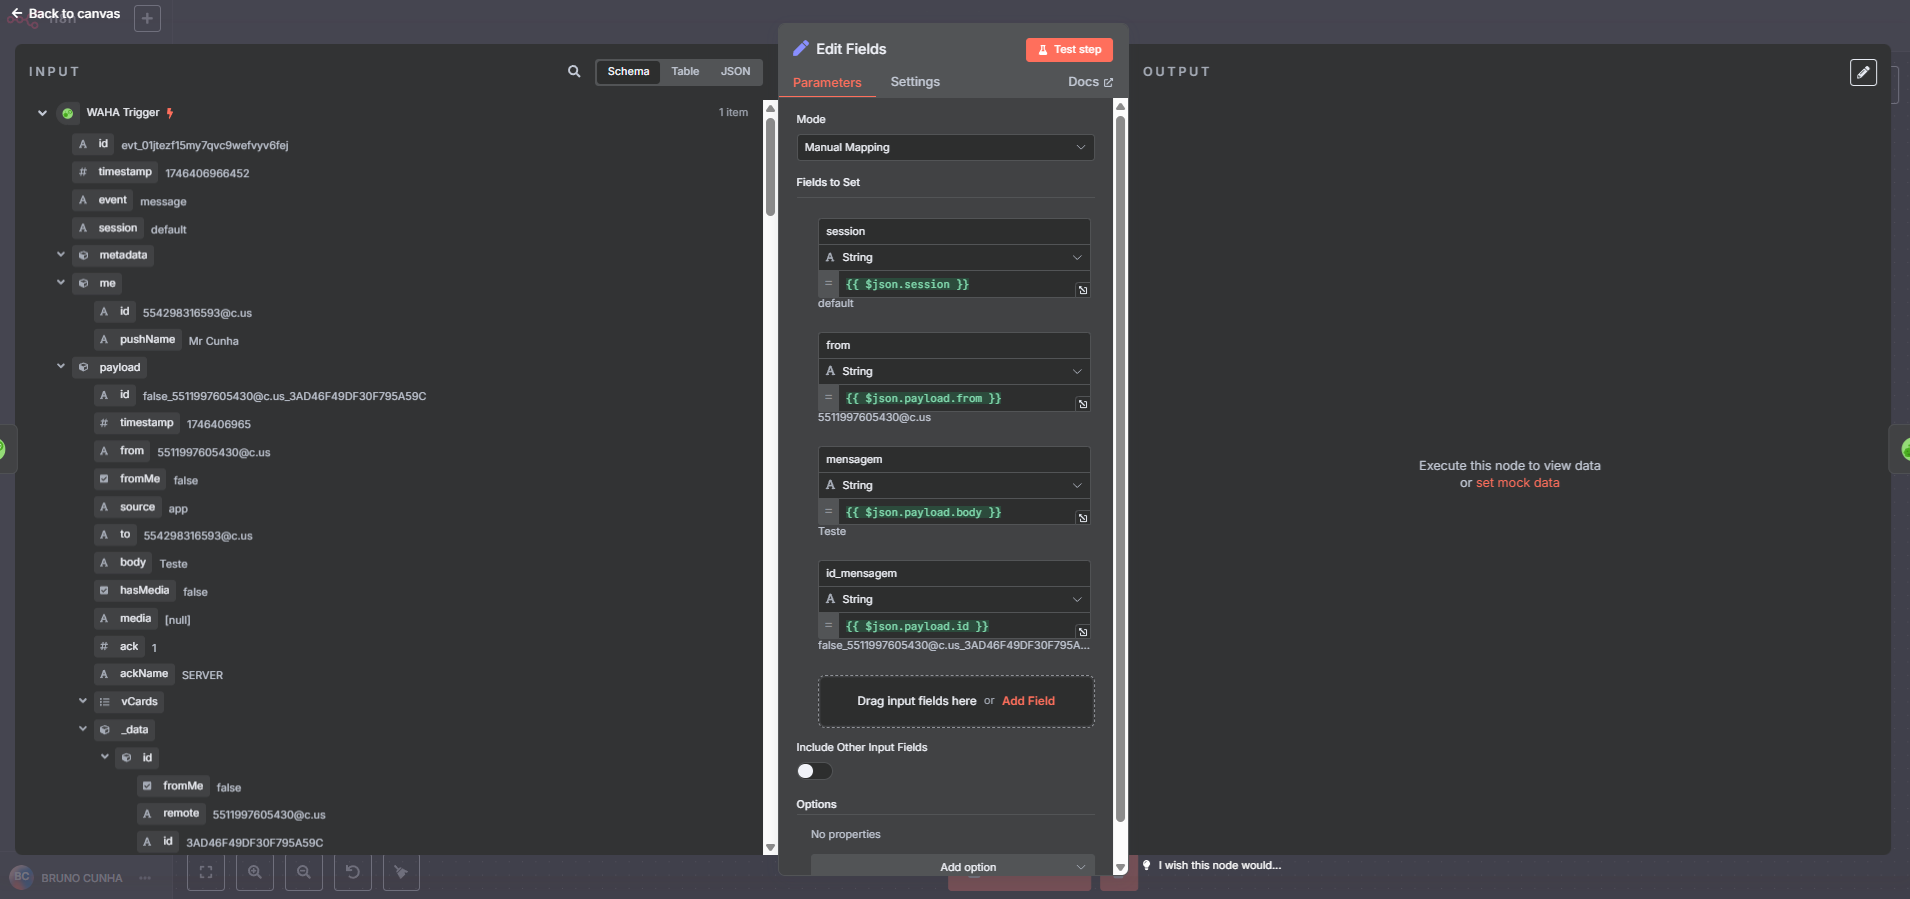 Back to canvas
n8n
INPUT
Schema
Table
JSON
WAHA Trigger
1 item
A id evt_01jtezf15my7qvc9wefvyv6fej
# timestamp 1746406966452
A event message
A session default
metadata
me
A id 554298316593@c.us
A pushName Mr Cunha
payload
A id false_5511997605430@c.us_3AD46F49DF30F795A59C
# timestamp 1746406965
A from 5511997605430@c.us
fromMe false
A source app
A to 554298316593@c.us
A body Teste
hasMedia false
A media [null]
# ack 1
A ackName SERVER
vCards
_data
id
fromMe false
A remote 5511997605430@c.us
A id 3AD46F49DF30F795A59C
BC BRUNO CUNHA
Edit Fields
Test step
Parameters
Settings
Docs
Mode
Manual Mapping
Fields to Set
session
A String
= {{ $json.session }}
default
from
A String
= {{ $json.payload.from }}
5511997605430@c.us
mensagem
A String
= {{ $json.payload.body }}
Teste
id_mensagem
A String
= {{ $json.payload.id }}
false_5511997605430@c.us_3AD46F49DF30F795A...
Drag input fields here or Add Field
Include Other Input Fields
Options
No properties
Add option
OUTPUT
Execute this node to view data
or set mock data
I wish this node would...